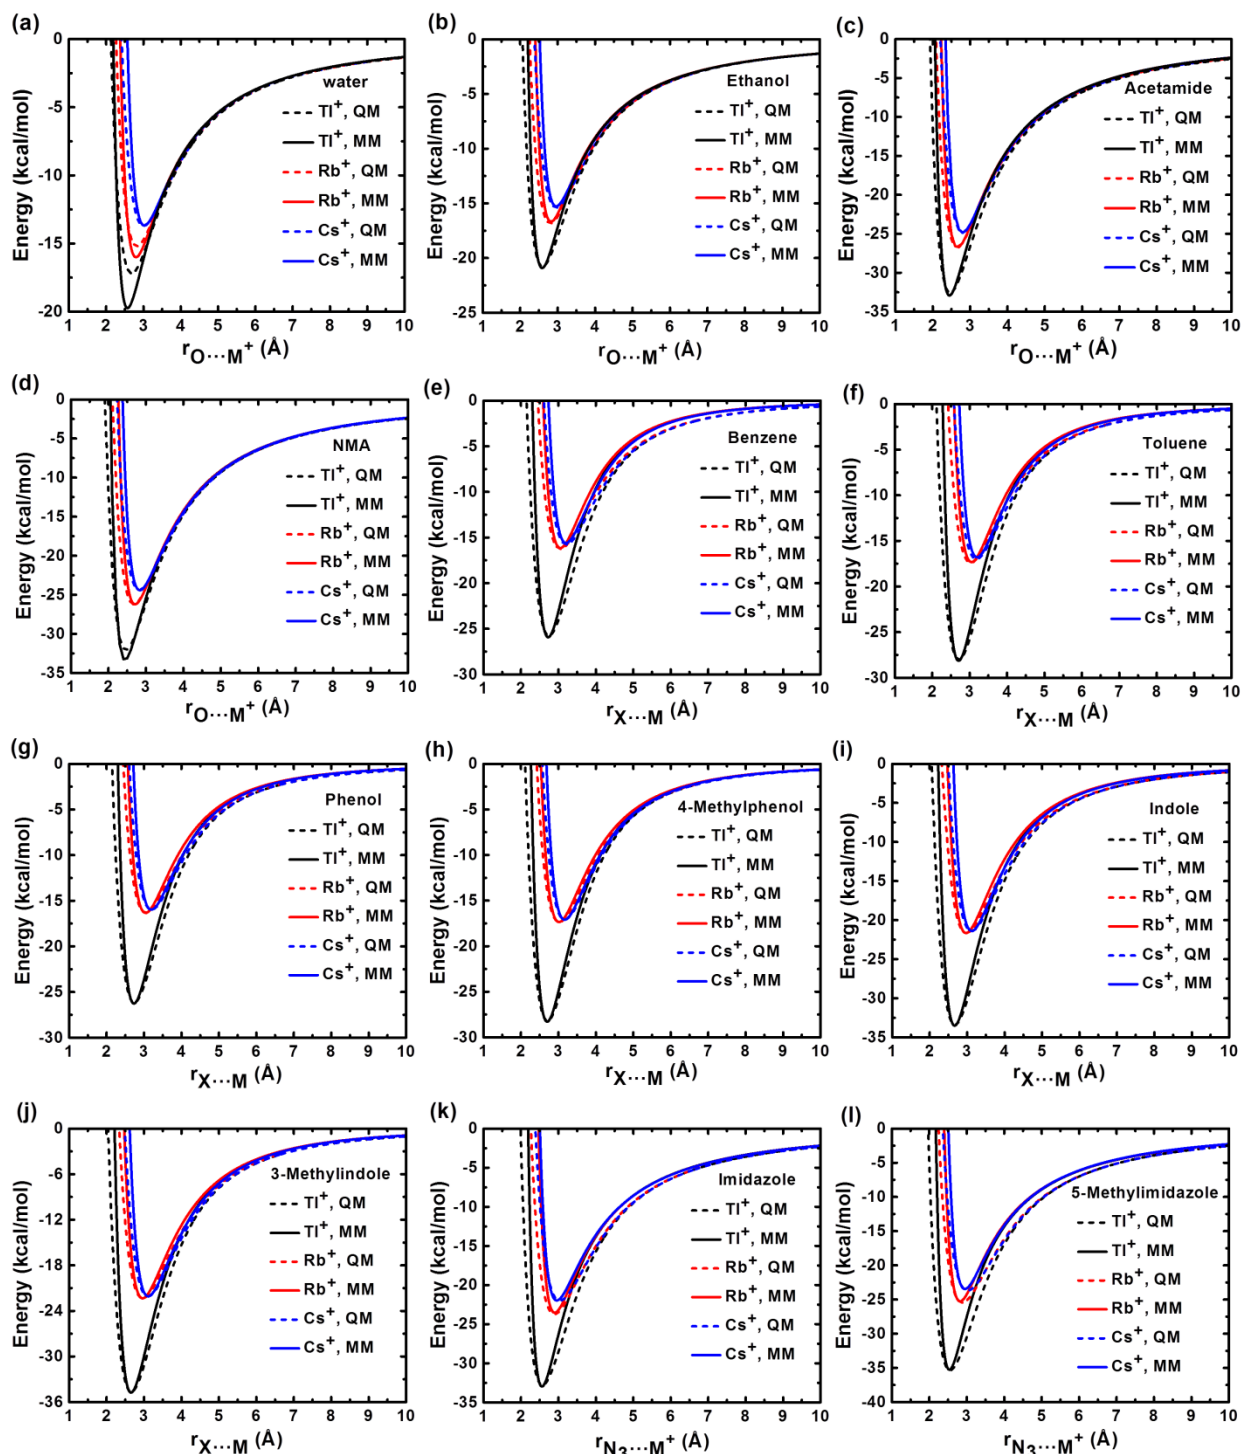 (a)
water
Tl+, QM
Tl+, MM
Rb+, QM
Rb+, MM
Cs+, QM
Cs+, MM
Energy (kcal/mol)
0
-5
-10
-15
-20
1 2 3 4 5 6 7 8 9 10
rO···M+ (Å)
(b)
Ethanol
Tl+, QM
Tl+, MM
Rb+, QM
Rb+, MM
Cs+, QM
Cs+, MM
Energy (kcal/mol)
0
-5
-10
-15
-20
-25
1 2 3 4 5 6 7 8 9 10
rO···M+ (Å)
(c)
Acetamide
Tl+, QM
Tl+, MM
Rb+, QM
Rb+, MM
Cs+, QM
Cs+, MM
Energy (kcal/mol)
0
-5
-10
-15
-20
-25
-30
-35
1 2 3 4 5 6 7 8 9 10
rO···M+ (Å)
(d)
NMA
Tl+, QM
Tl+, MM
Rb+, QM
Rb+, MM
Cs+, QM
Cs+, MM
Energy (kcal/mol)
0
-5
-10
-15
-20
-25
-30
-35
1 2 3 4 5 6 7 8 9 10
rO···M+ (Å)
(e)
Benzene
Tl+, QM
Tl+, MM
Rb+, QM
Rb+, MM
Cs+, QM
Cs+, MM
Energy (kcal/mol)
0
-5
-10
-15
-20
-25
-30
1 2 3 4 5 6 7 8 9 10
rX···M (Å)
(f)
Toluene
Tl+, QM
Tl+, MM
Rb+, QM
Rb+, MM
Cs+, QM
Cs+, MM
Energy (kcal/mol)
0
-5
-10
-15
-20
-25
-30
1 2 3 4 5 6 7 8 9 10
rX···M (Å)
(g)
Phenol
Tl+, QM
Tl+, MM
Rb+, QM
Rb+, MM
Cs+, QM
Cs+, MM
Energy (kcal/mol)
0
-5
-10
-15
-20
-25
-30
1 2 3 4 5 6 7 8 9 10
rX···M (Å)
(h)
4-Methylphenol
Tl+, QM
Tl+, MM
Rb+, QM
Rb+, MM
Cs+, QM
Cs+, MM
Energy (kcal/mol)
0
-5
-10
-15
-20
-25
-30
1 2 3 4 5 6 7 8 9 10
rX···M (Å)
(i)
Indole
Tl+, QM
Tl+, MM
Rb+, QM
Rb+, MM
Cs+, QM
Cs+, MM
Energy (kcal/mol)
0
-5
-10
-15
-20
-25
-30
-35
1 2 3 4 5 6 7 8 9 10
rX···M (Å)
(j)
3-Methylindole
Tl+, QM
Tl+, MM
Rb+, QM
Rb+, MM
Cs+, QM
Cs+, MM
Energy (kcal/mol)
0
-6
-12
-18
-24
-30
-36
1 2 3 4 5 6 7 8 9 10
rX···M (Å)
(k)
Imidazole
Tl+, QM
Tl+, MM
Rb+, QM
Rb+, MM
Cs+, QM
Cs+, MM
Energy (kcal/mol)
0
-5
-10
-15
-20
-25
-30
-35
1 2 3 4 5 6 7 8 9 10
rN3···M+ (Å)
(l)
5-Methylimidazole
Tl+, QM
Tl+, MM
Rb+, QM
Rb+, MM
Cs+, QM
Cs+, MM
Energy (kcal/mol)
0
-5
-10
-15
-20
-25
-30
-35
-40
1 2 3 4 5 6 7 8 9 10
rN3···M+ (Å)